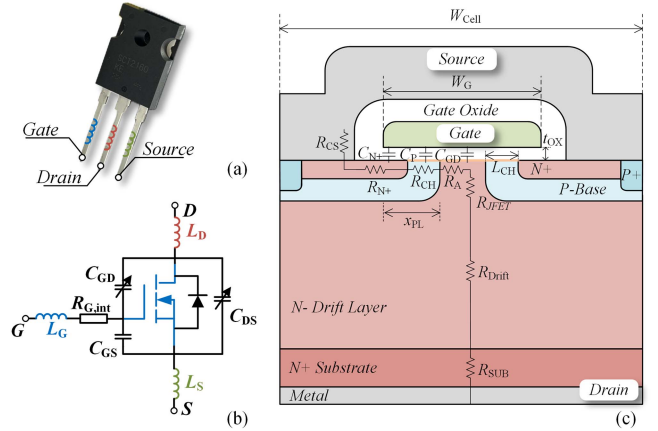 Gate
Drain
Source
(a)
D
L_D
C_GD
R_G,int
G
L_G
C_GS
C_DS
L_S
S
(b)
W_Cell
Source
W_G
Gate Oxide
Gate
t_OX
R_CS
C_N+
C_P
C_GD
L_CH
N+
P+
R_N+
R_CH
R_A
P-Base
R_JFET
x_PL
R_Drift
N- Drift Layer
N+ Substrate
R_SUB
Metal
Drain
(c)